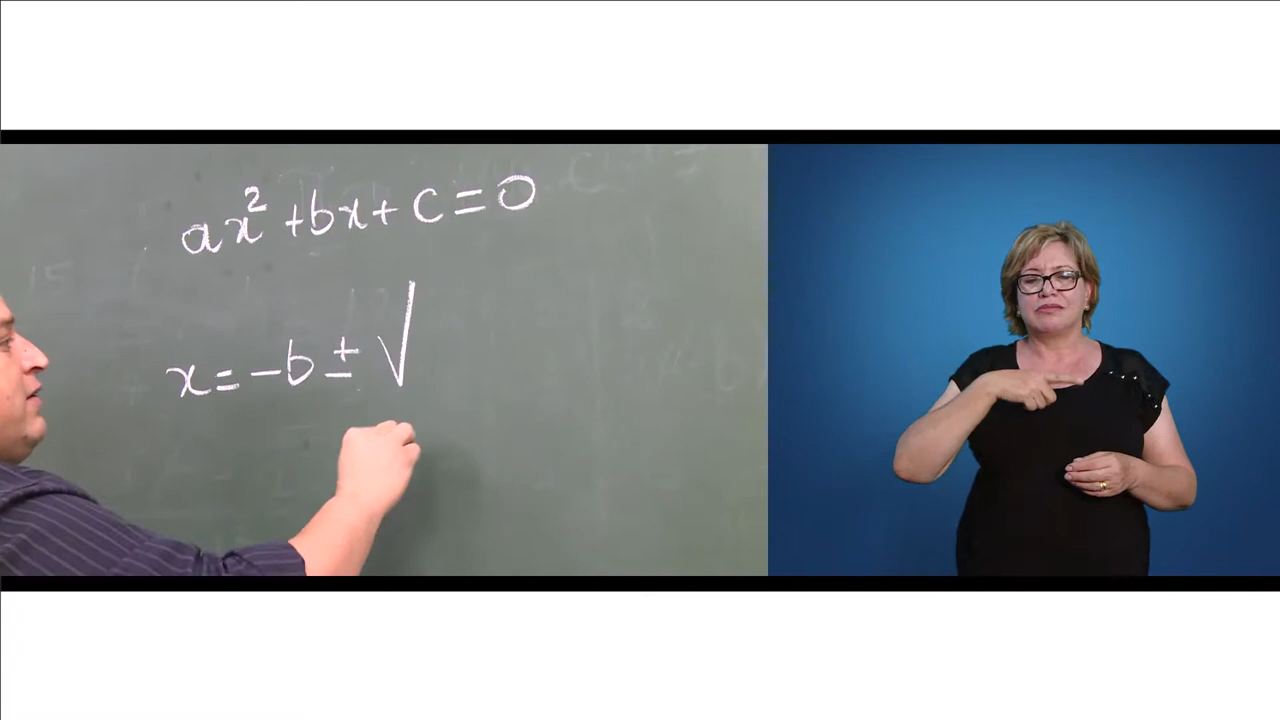 ax² + bx + c = 0
x = -b ± √